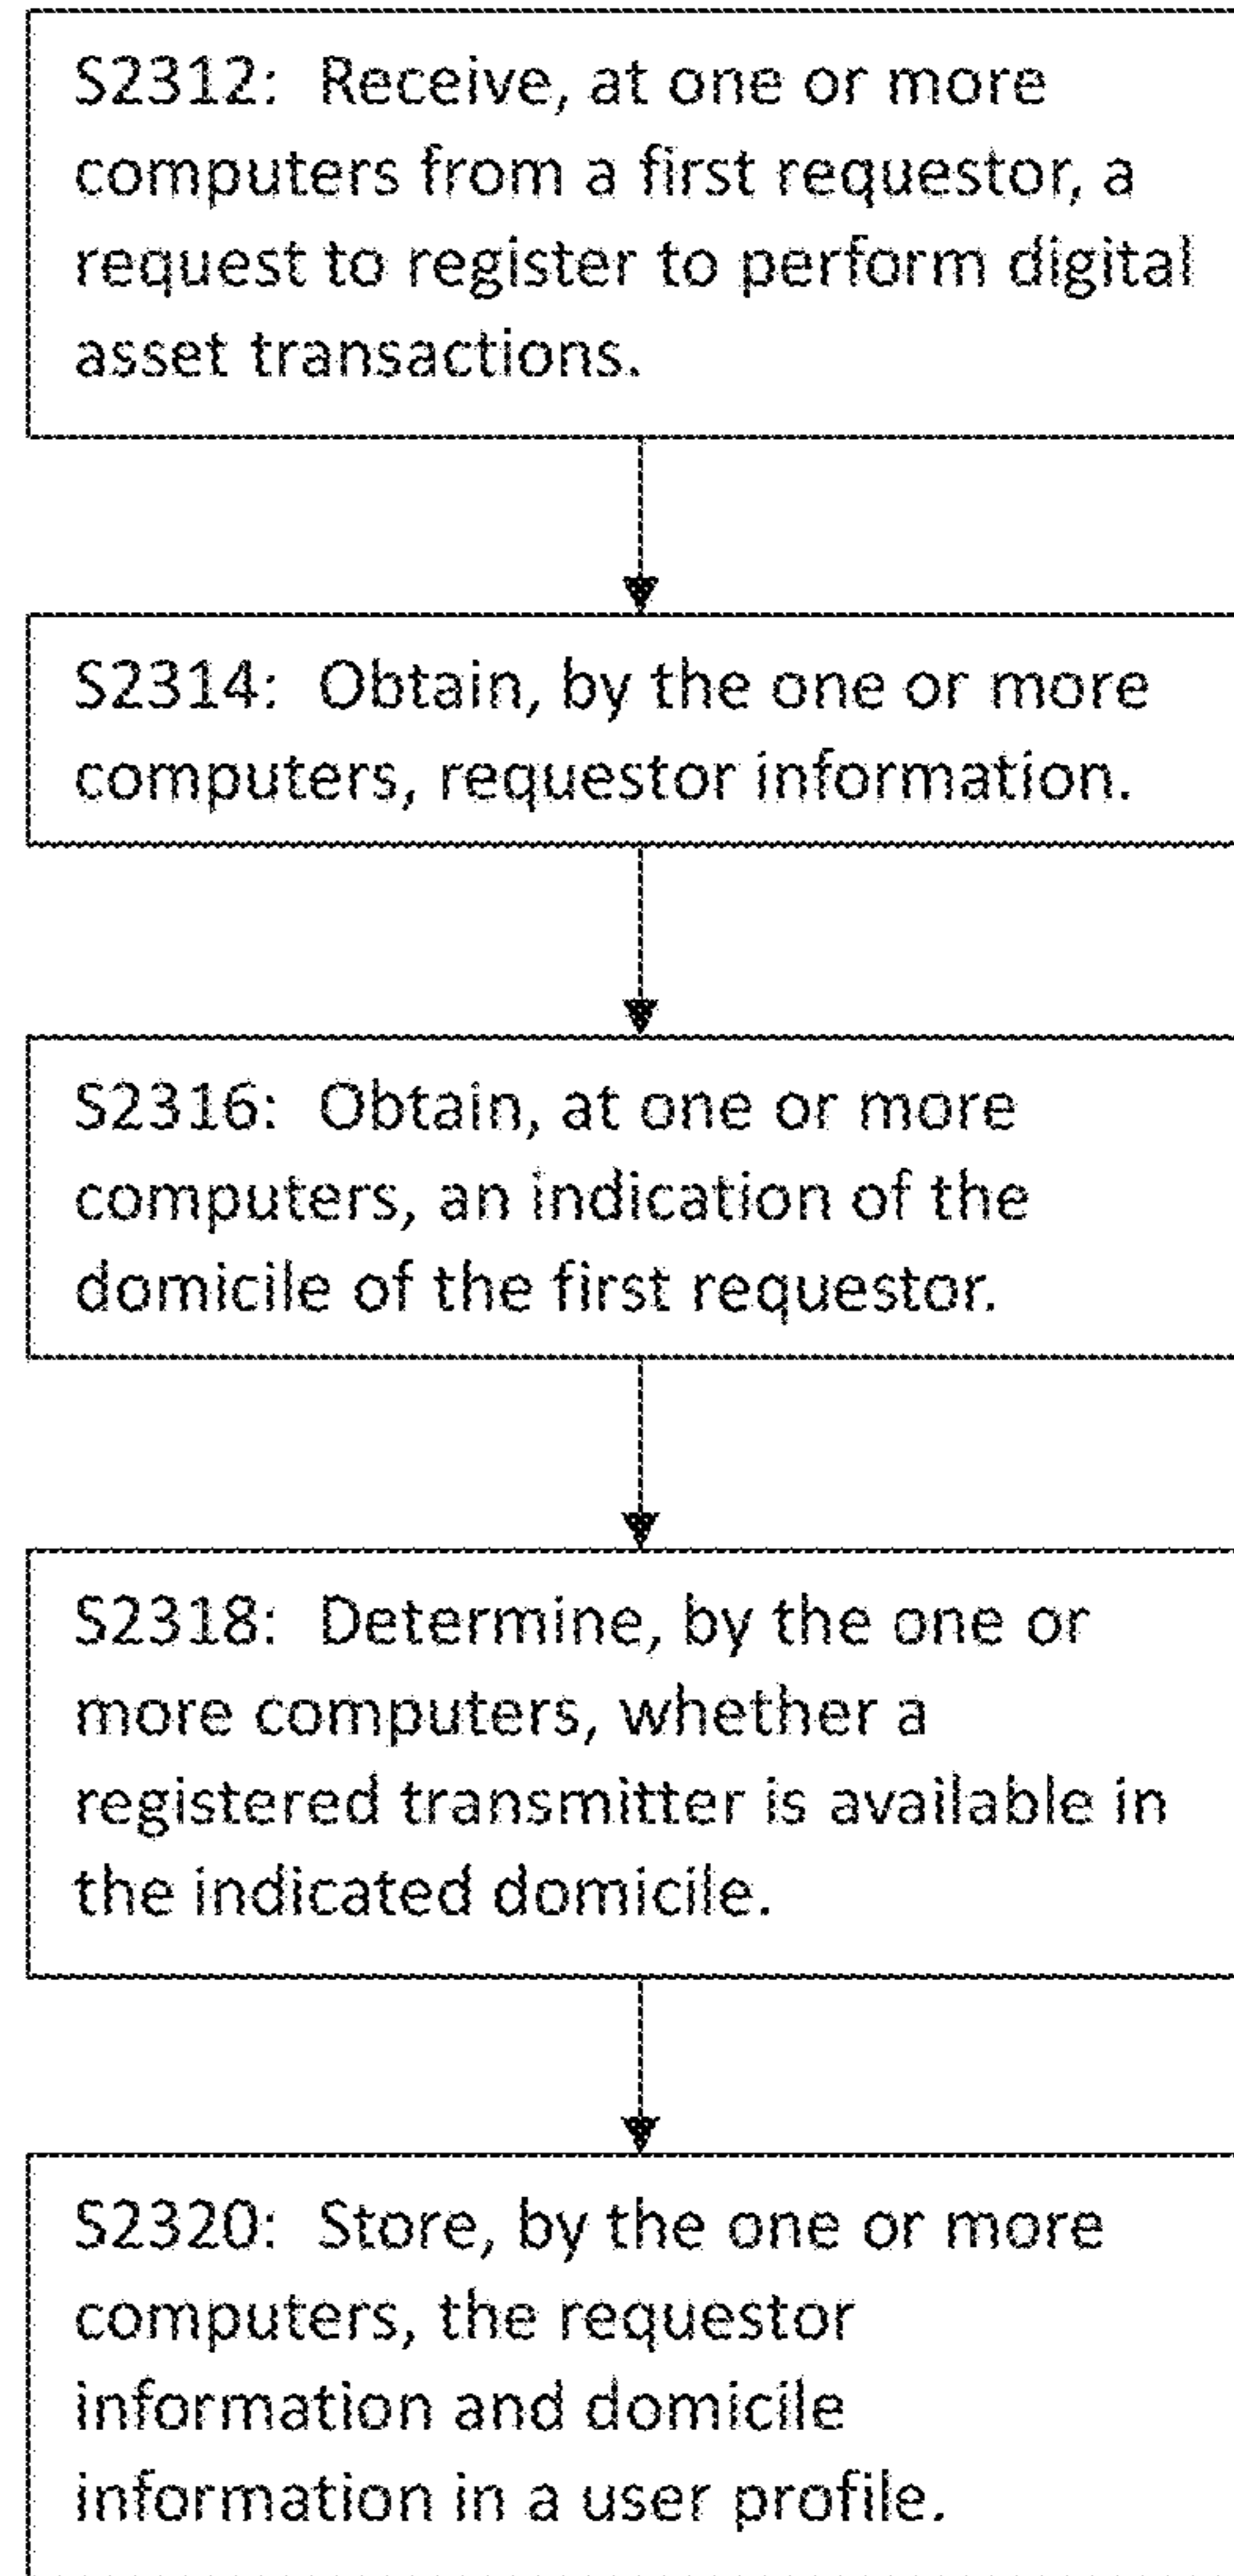 S2312: Receive, at one or more
computers from a first requestor, a
request to register to perform digital
asset transactions.
S2314: Obtain, by the one or more
computers, requestor information.
S2316: Obtain, at one or more
computers, an indication of the
domicile of the first requestor.
S2318: Determine, by the one or
more computers, whether a
registered transmitter is available in
the indicated domicile.
S2320: Store, by the one or more
computers, the requestor
information and domicile
information in a user profile.